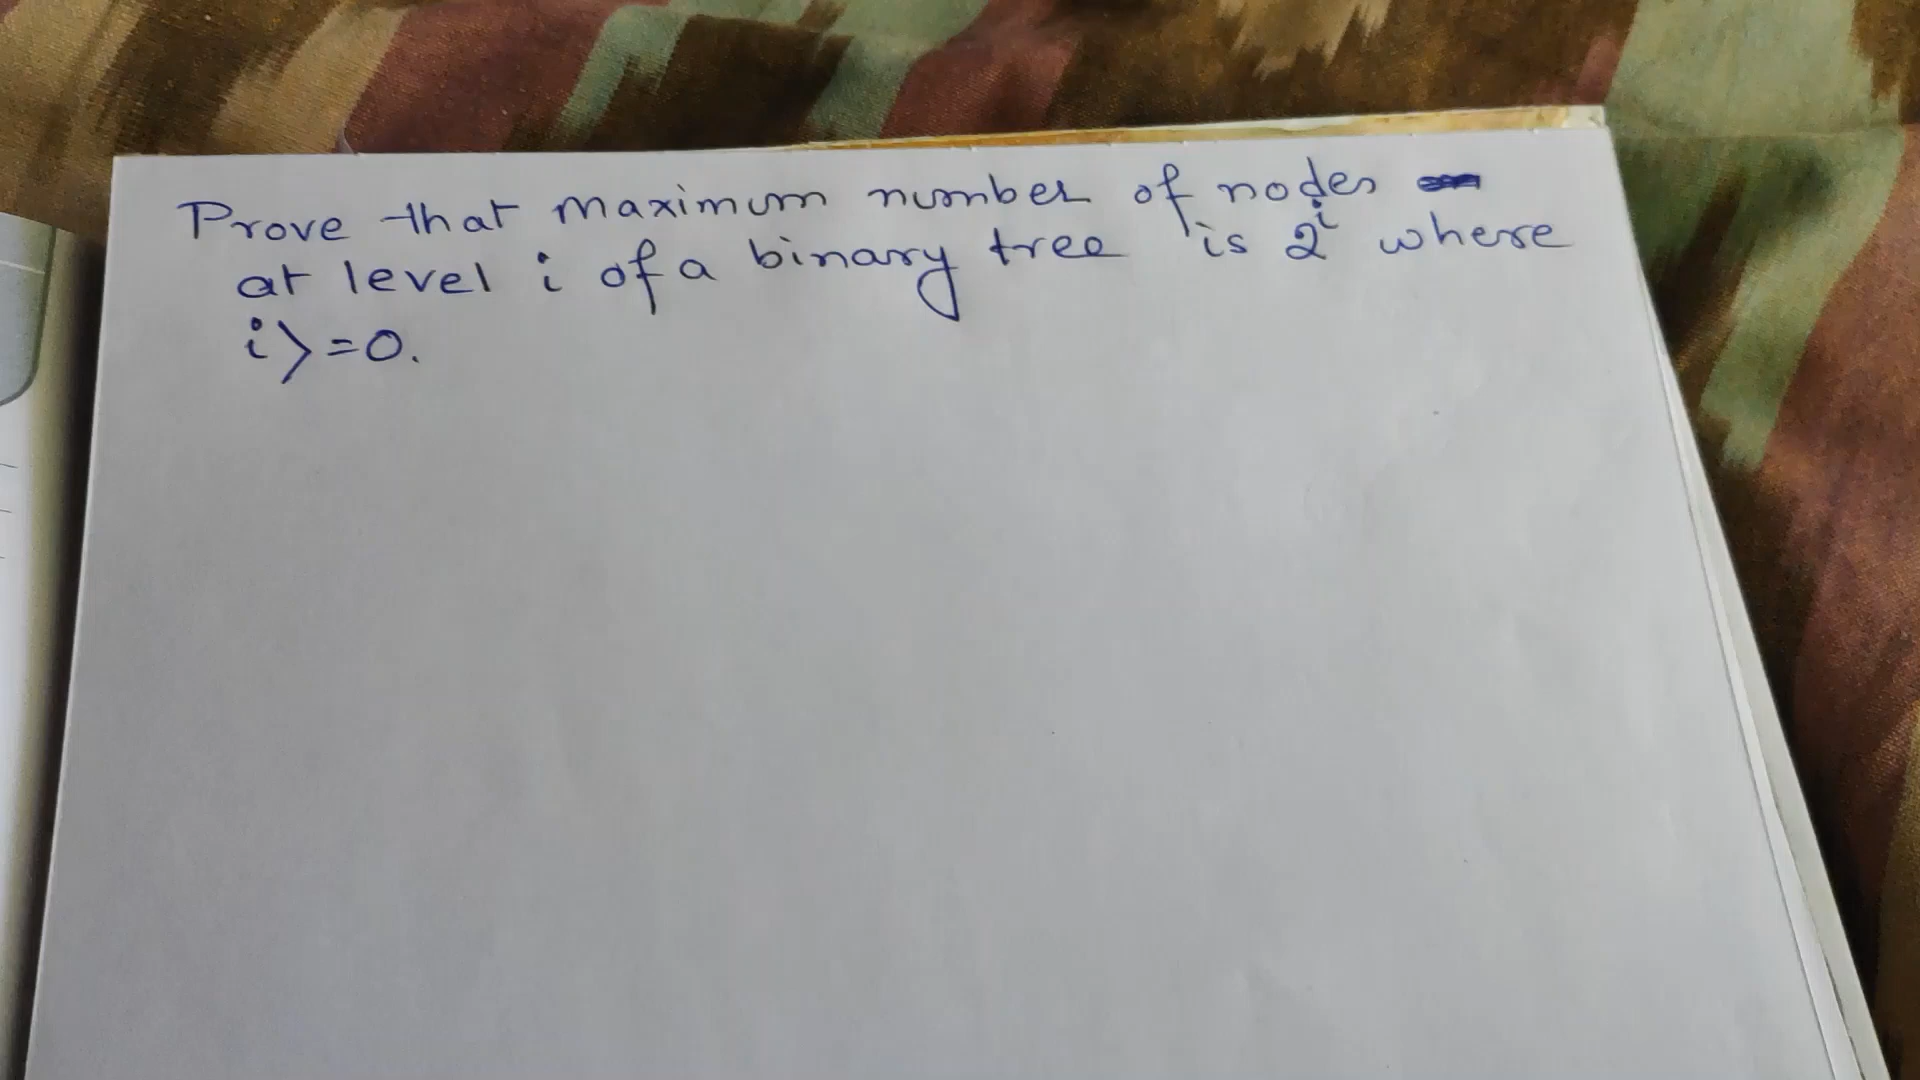 Prove that maximum number of nodes
at level i of a binary tree is 2^i where
i>=0.